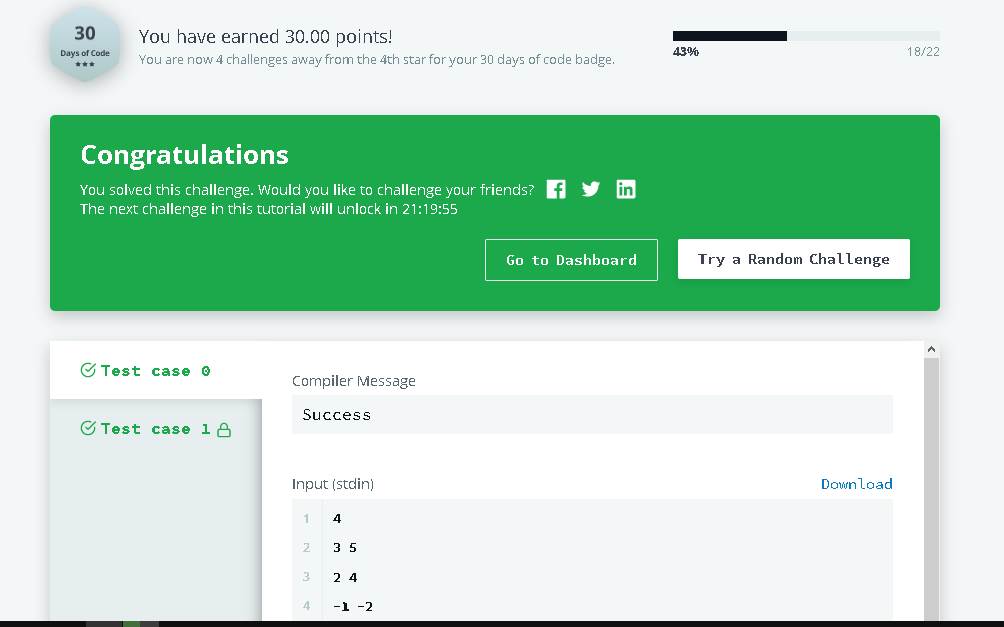 30
Days of Code
★★★
You have earned 30.00 points!
You are now 4 challenges away from the 4th star for your 30 days of code badge.
43%
18/22
Congratulations
You solved this challenge. Would you like to challenge your friends?
The next challenge in this tutorial will unlock in 21:19:55
Go to Dashboard
Try a Random Challenge
Test case 0
Test case 1
Compiler Message
Success
Input (stdin)
Download
1 4
2 3 5
3 2 4
4 -1 -2